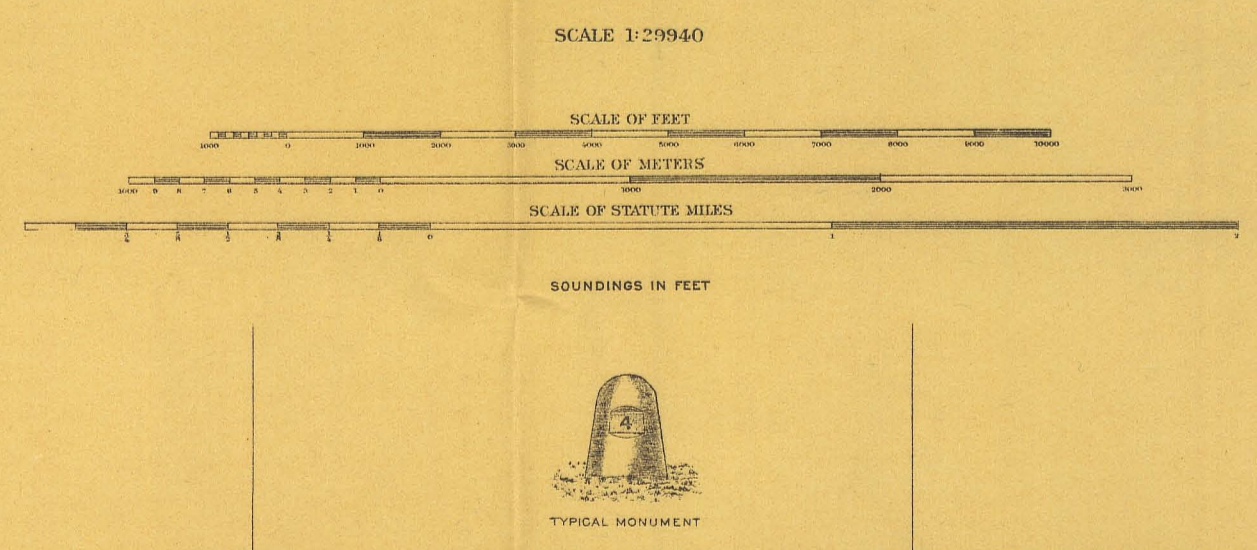 SCALE 1:29940
SCALE OF FEET
1000 0 1000 2000 3000 4000 5000 6000 7000 8000 9000 10000
SCALE OF METERS
1000 9 8 7 6 5 4 3 2 1 0 1000 2000 3000
SCALE OF STATUTE MILES
0 1 2
SOUNDINGS IN FEET
4
TYPICAL MONUMENT